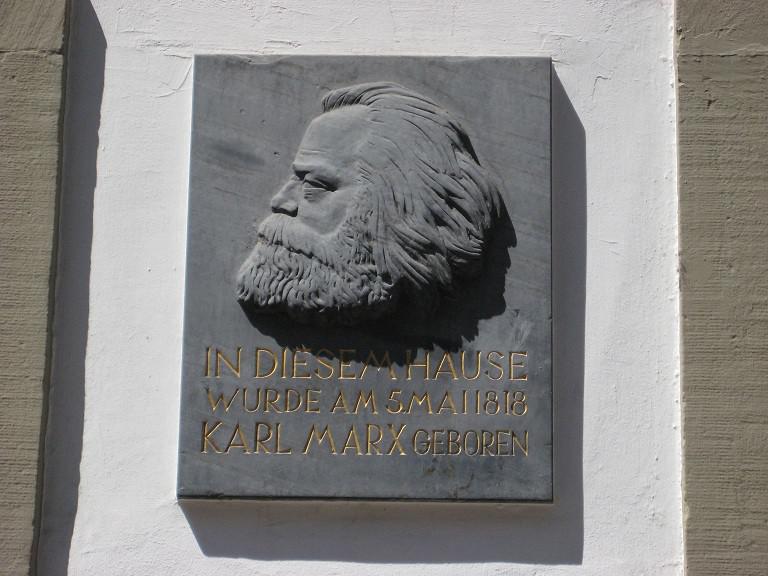 IN DIESEM HAUSE
WURDE AM 5.MAI 1818
KARL MARX GEBOREN